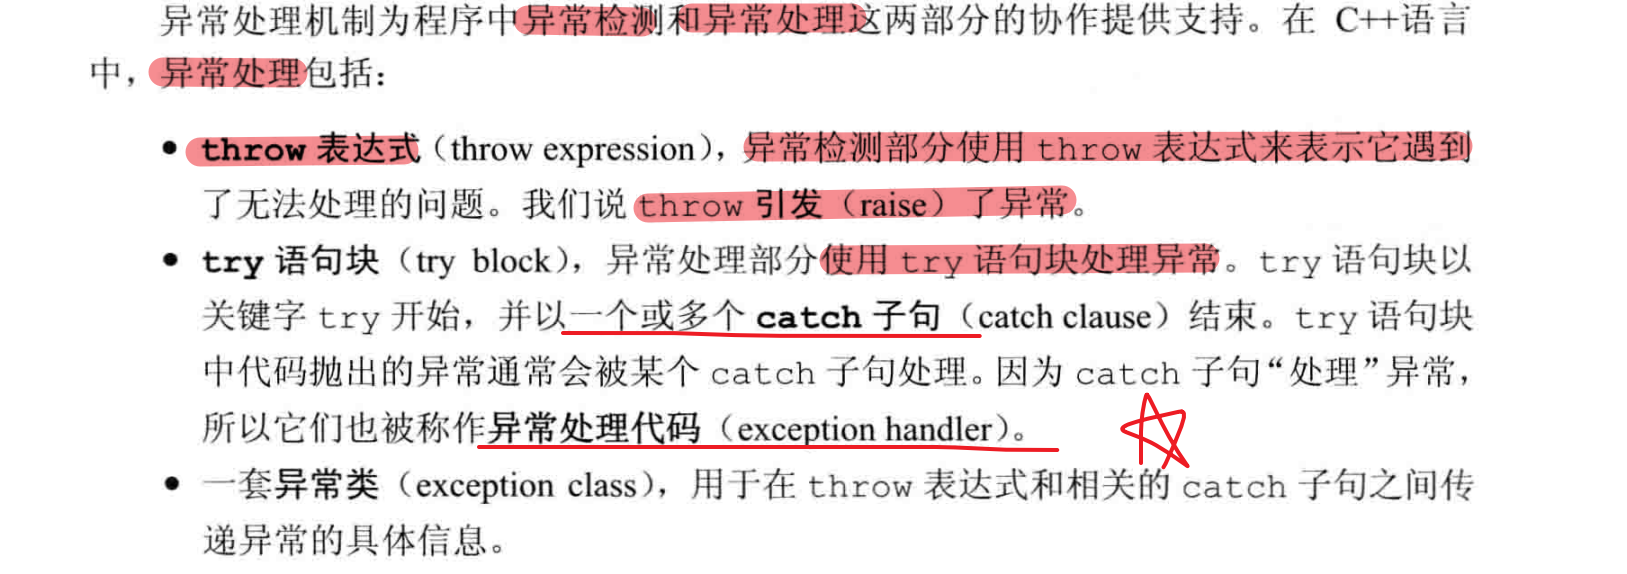 异常处理机制为程序中异常检测和异常处理这两部分的协作提供支持。在 C++语言
中，异常处理包括：
● throw 表达式（throw expression），异常检测部分使用 throw 表达式来表示它遇到
了无法处理的问题。我们说 throw 引发（raise）了异常。
● try 语句块（try block），异常处理部分使用 try 语句块处理异常。try 语句块以
关键字 try 开始，并以一个或多个 catch 子句（catch clause）结束。try 语句块
中代码抛出的异常通常会被某个 catch 子句处理。因为 catch 子句“处理”异常，
所以它们也被称作异常处理代码（exception handler）。
● 一套异常类（exception class），用于在 throw 表达式和相关的 catch 子句之间传
递异常的具体信息。